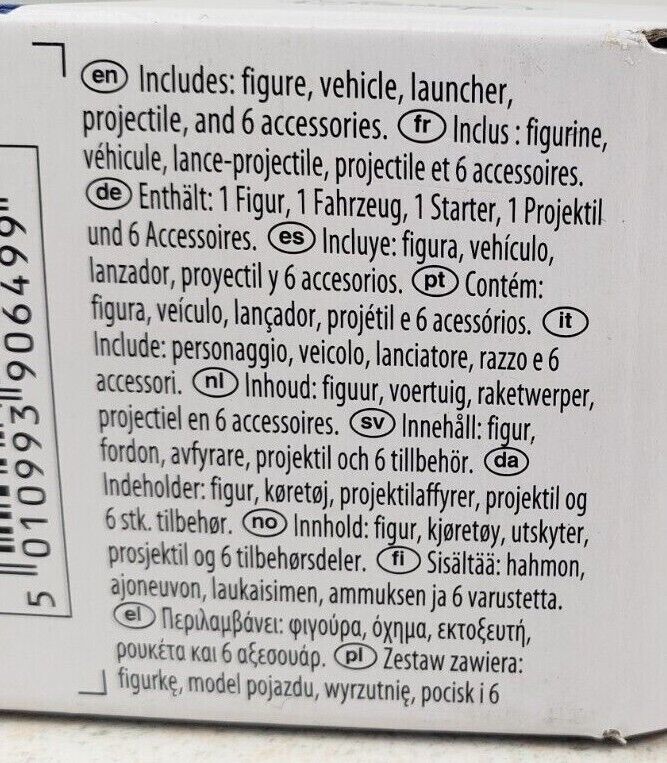 en Includes: figure, vehicle, launcher,
projectile, and 6 accessories. fr Inclus : figurine,
véhicule, lance-projectile, projectile et 6 accessoires.
de Enthält: 1 Figur, 1 Fahrzeug, 1 Starter, 1 Projektil
und 6 Accessoires. es Incluye: figura, vehículo,
lanzador, proyectil y 6 accesorios. pt Contém:
figura, veículo, lançador, projétil e 6 acessórios. it
Include: personaggio, veicolo, lanciatore, razzo e 6
accessori. nl Inhoud: figuur, voertuig, raketwerper,
projectiel en 6 accessoires. sv Innehåll: figur,
fordon, avfyrare, projektil och 6 tillbehör. da
Indeholder: figur, køretøj, projektilaffyrer, projektil og
6 stk. tilbehør. no Innhold: figur, kjøretøy, utskyter,
prosjektil og 6 tilbehørsdeler. fi Sisältää: hahmon,
ajoneuvon, laukaisimen, ammuksen ja 6 varustetta.
el Περιλαμβάνει: φιγούρα, όχημα, εκτοξευτή,
ρουκέτα και 6 αξεσουάρ. pl Zestaw zawiera:
figurkę, model pojazdu, wyrzutnię, pocisk i 6
5 010993 906499